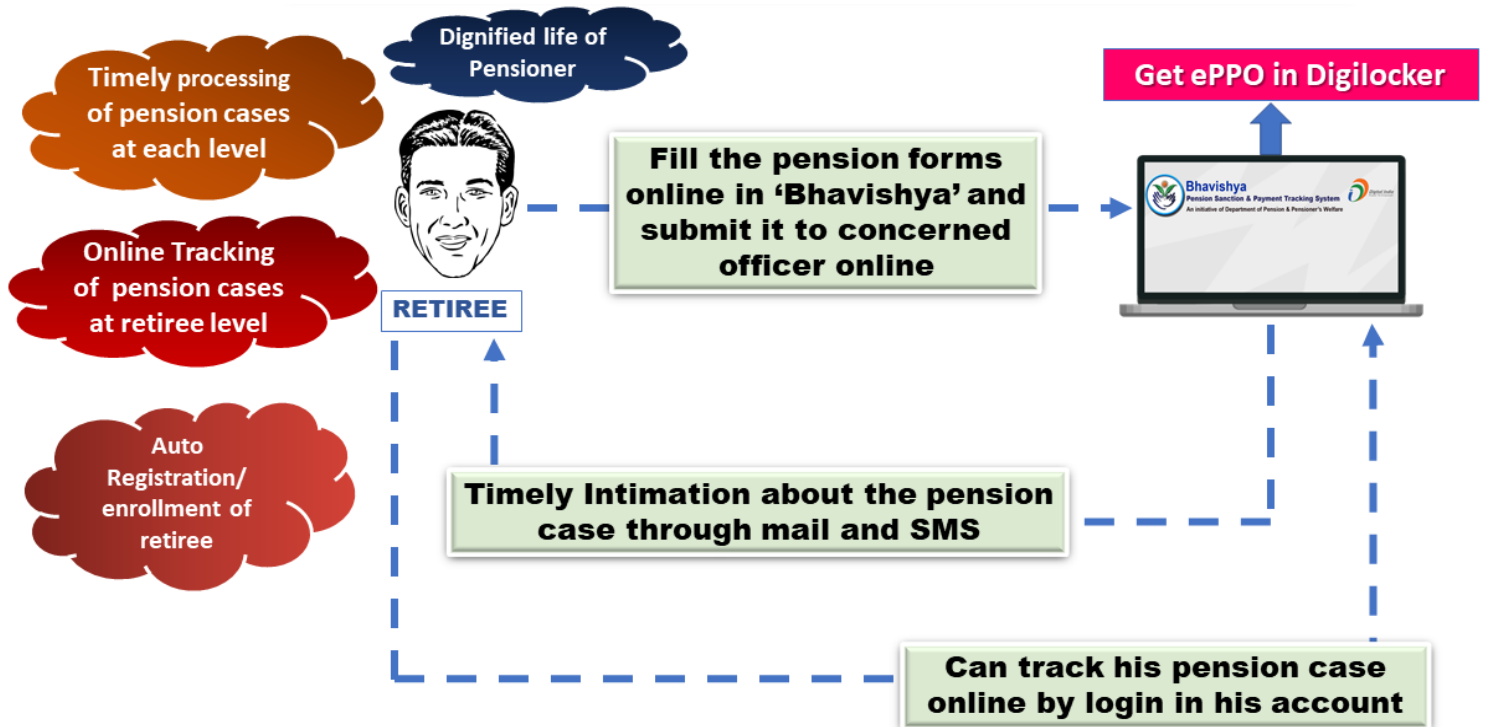 Dignified life of
Pensioner
Timely processing
of pension cases
at each level
Get ePPO in Digilocker
Fill the pension forms
online in ‘Bhavishya’ and
submit it to concerned
officer online
Bhavishya
Pension Sanction & Payment Tracking System
An initiative of Department of Pension & Pensioner's Welfare
Digital India
Online Tracking
of pension cases
at retiree level
RETIREE
Auto
Registration/
enrollment of
retiree
Timely Intimation about the pension
case through mail and SMS
Can track his pension case
online by login in his account